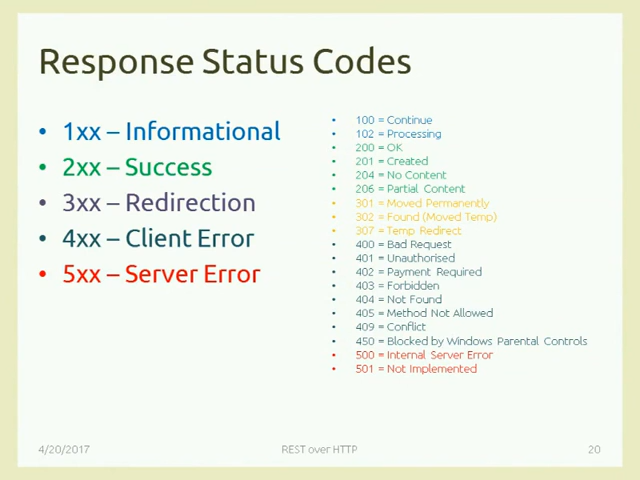 Response Status Codes
• 1xx – Informational
• 2xx – Success
• 3xx – Redirection
• 4xx – Client Error
• 5xx – Server Error
• 100 = Continue
• 102 = Processing
• 200 = OK
• 201 = Created
• 204 = No Content
• 206 = Partial Content
• 301 = Moved Permanently
• 302 = Found (Moved Temp)
• 307 = Temp Redirect
• 400 = Bad Request
• 401 = Unauthorised
• 402 = Payment Required
• 403 = Forbidden
• 404 = Not Found
• 405 = Method Not Allowed
• 409 = Conflict
• 450 = Blocked by Windows Parental Controls
• 500 = Internal Server Error
• 501 = Not Implemented
4/20/2017 REST over HTTP 20